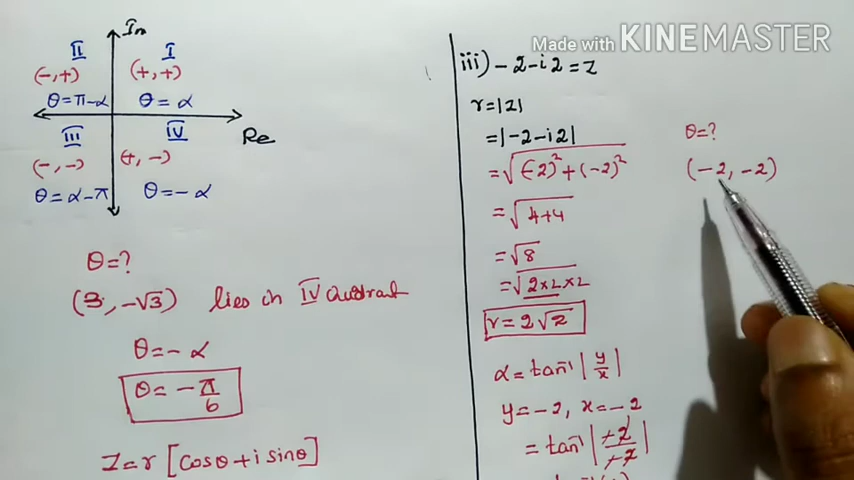 Im
II
I
(-,+)
(+,+)
θ=π-α
θ=α
Re
III
IV
(-,-)
(+,-)
θ=α-π
θ=-α
θ=?
(3,-√3) lies in IV quadrant
θ=-α
θ=-π/6
z=r[cosθ+i sinθ]
Made with KINEMASTER
iii) -2-i2=z
r=|z|
=|-2-i2|
=√(-2)²+(-2)²
=√4+4
=√8
=√2×2×2
r=2√2
α=tan⁻¹|y/x|
y=-2, x=-2
=tan⁻¹|-2/-2|
θ=?
(-2,-2)